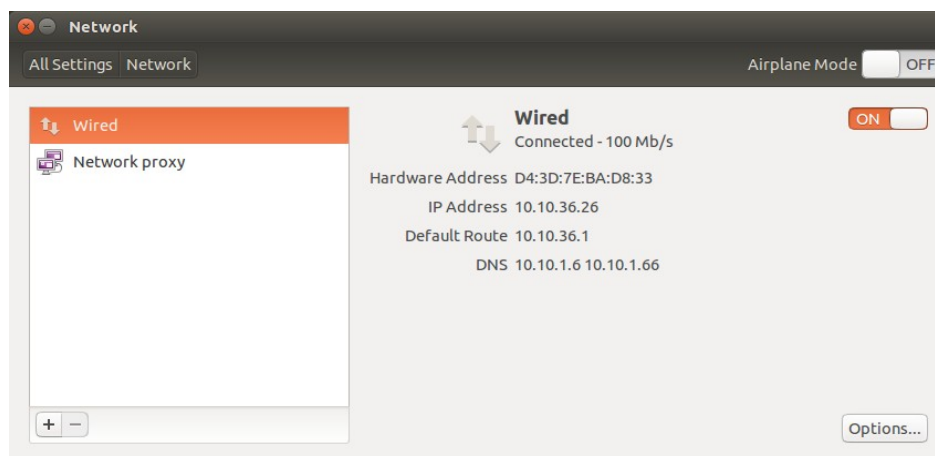 Network
All Settings Network Airplane Mode OFF
Wired
Network proxy
Wired
ON
Connected - 100 Mb/s
Hardware Address D4:3D:7E:BA:D8:33
IP Address 10.10.36.26
Default Route 10.10.36.1
DNS 10.10.1.6 10.10.1.66
+ −
Options...